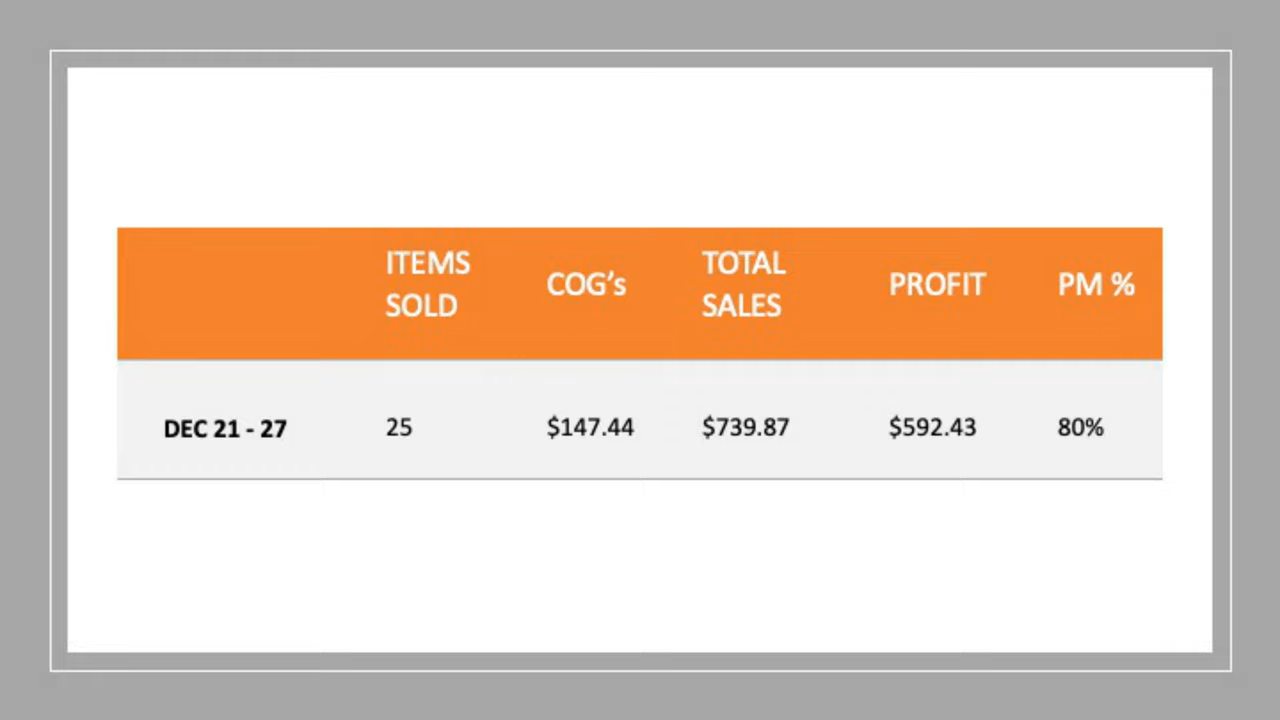 ITEMS SOLD COG's TOTAL SALES PROFIT PM %
DEC 21 - 27 25 $147.44 $739.87 $592.43 80%